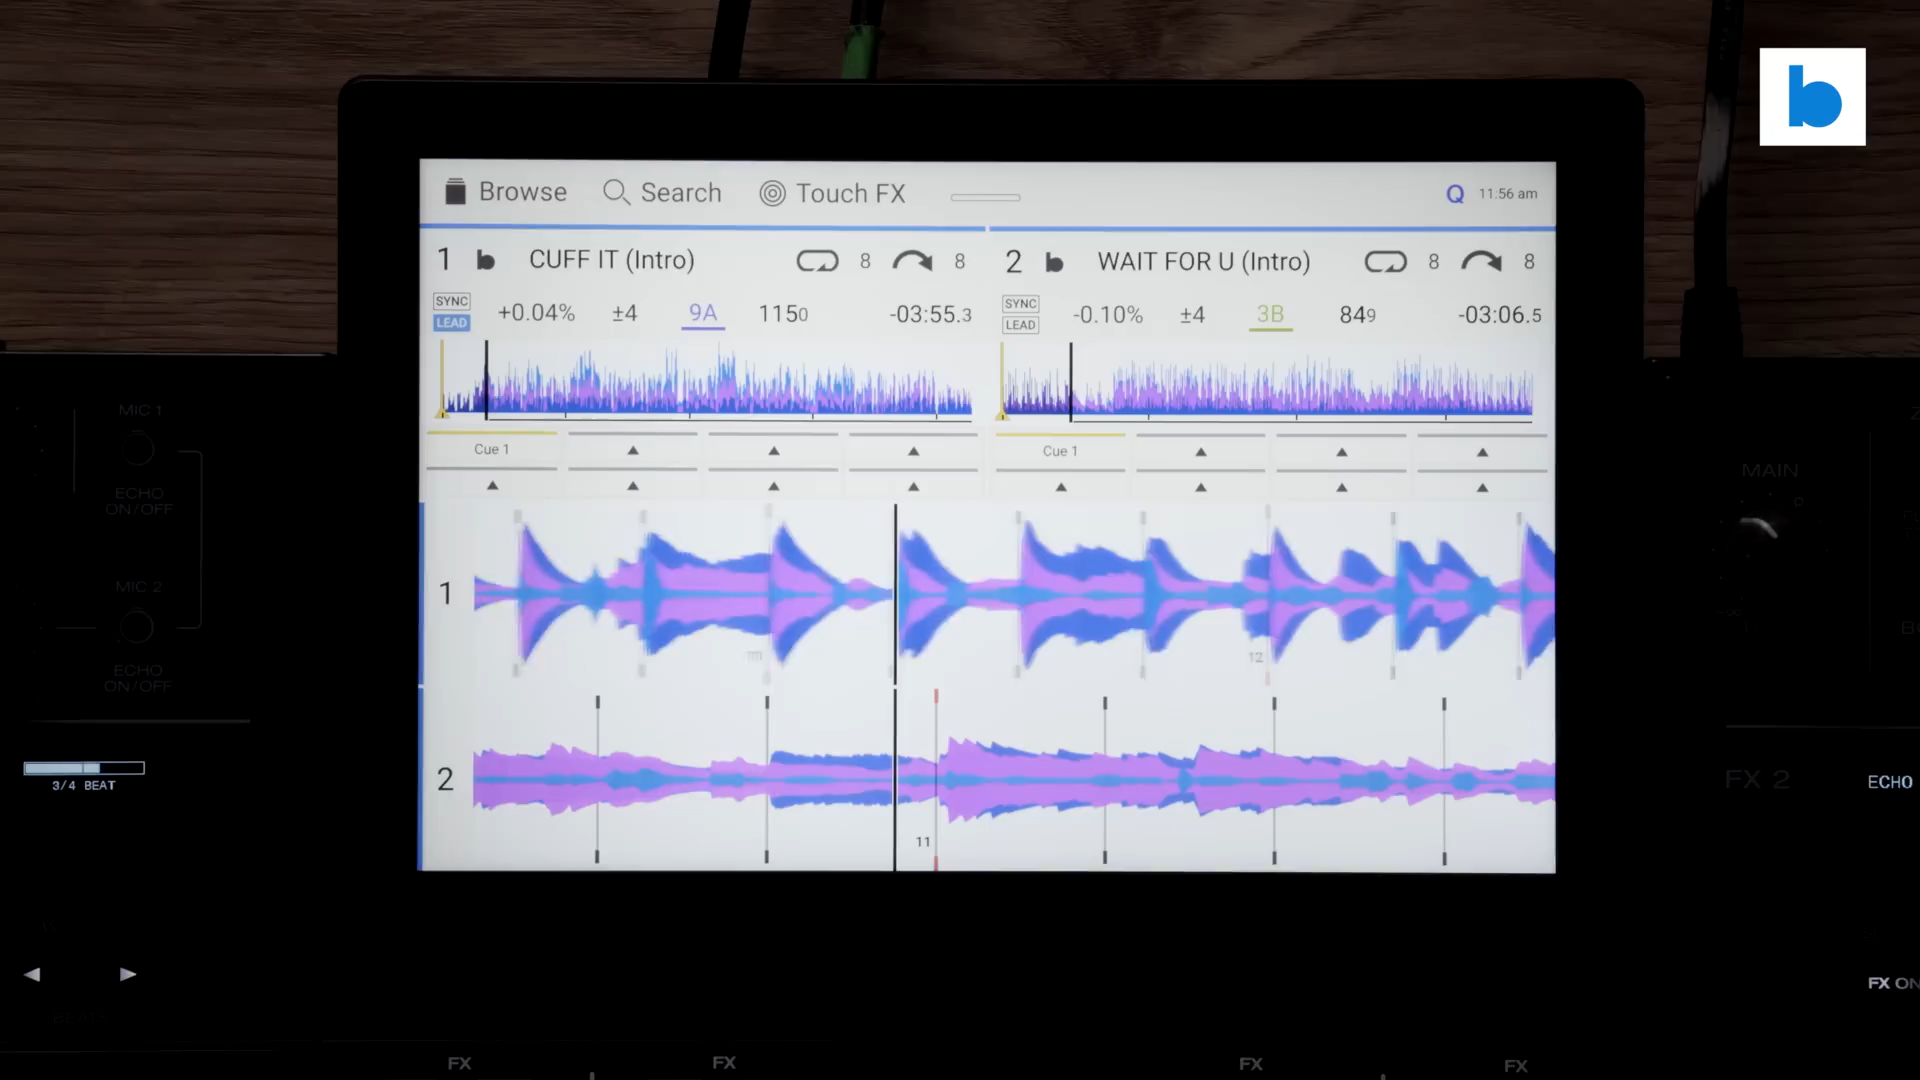 Browse Search Touch FX Q 11:56 am
1 b CUFF IT (Intro) 8 8
SYNC LEAD +0.04% ±4 9A 1150 -03:55.3
2 b WAIT FOR U (Intro) 8 8
SYNC LEAD -0.10% ±4 3B 849 -03:06.5
Cue 1
Cue 1
1
12
2
11
MIC 1
ECHO
ON/OFF
MIC 2
ECHO
ON/OFF
3/4 BEAT
MAIN
FX 2
ECHO
FX ON
FX FX FX FX
b